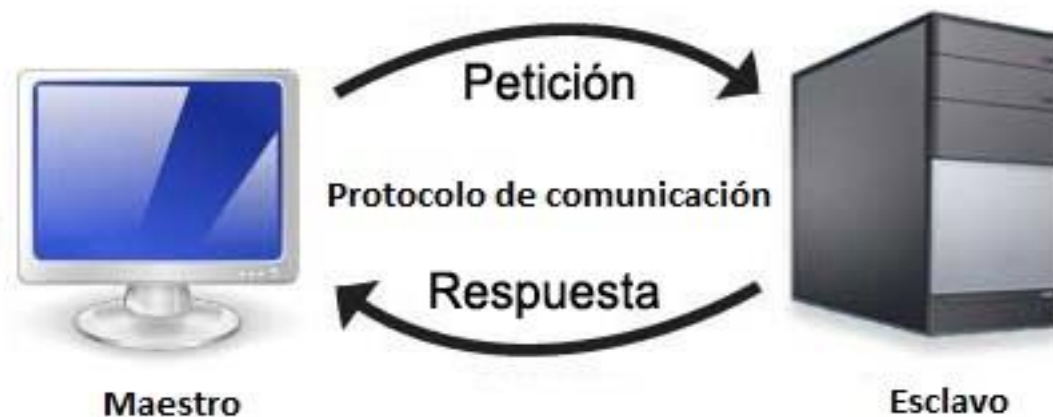 Petición
Protocolo de comunicación
Respuesta
Maestro
Esclavo